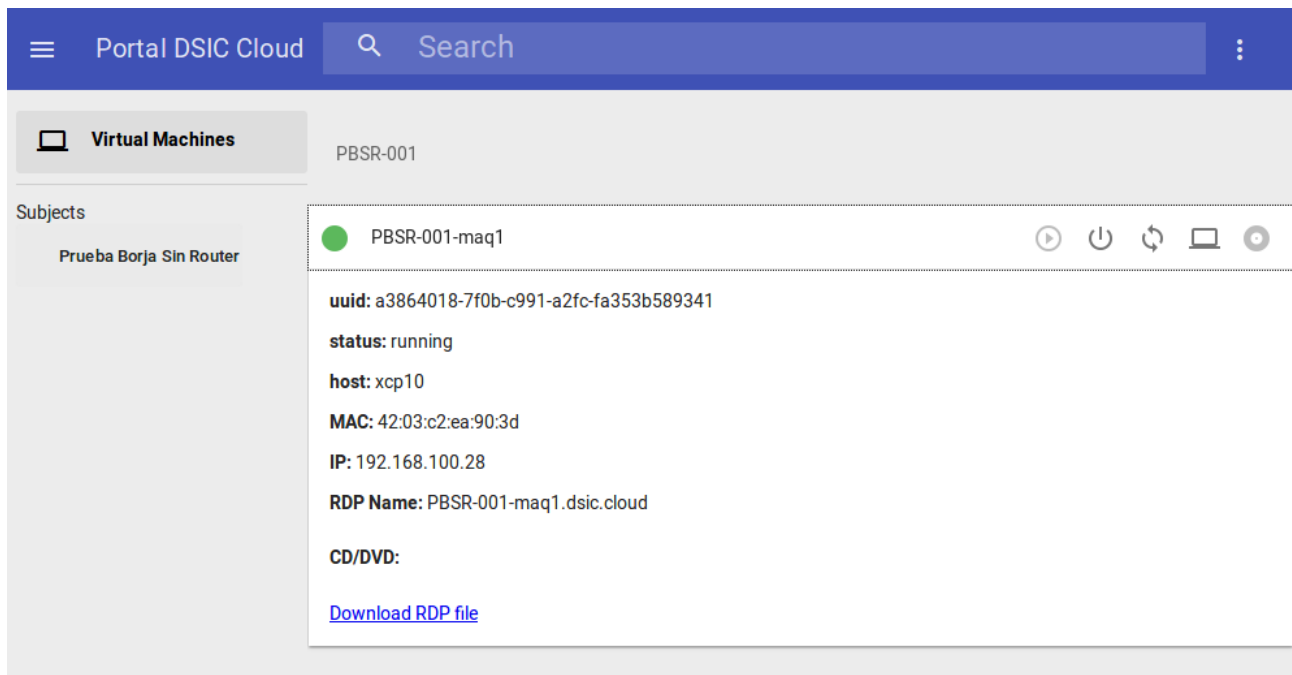 Portal DSIC Cloud
Search
Virtual Machines
PBSR-001
Subjects
Prueba Borja Sin Router
PBSR-001-maq1
uuid: a3864018-7f0b-c991-a2fc-fa353b589341
status: running
host: xcp10
MAC: 42:03:c2:ea:90:3d
IP: 192.168.100.28
RDP Name: PBSR-001-maq1.dsic.cloud
CD/DVD:
Download RDP file